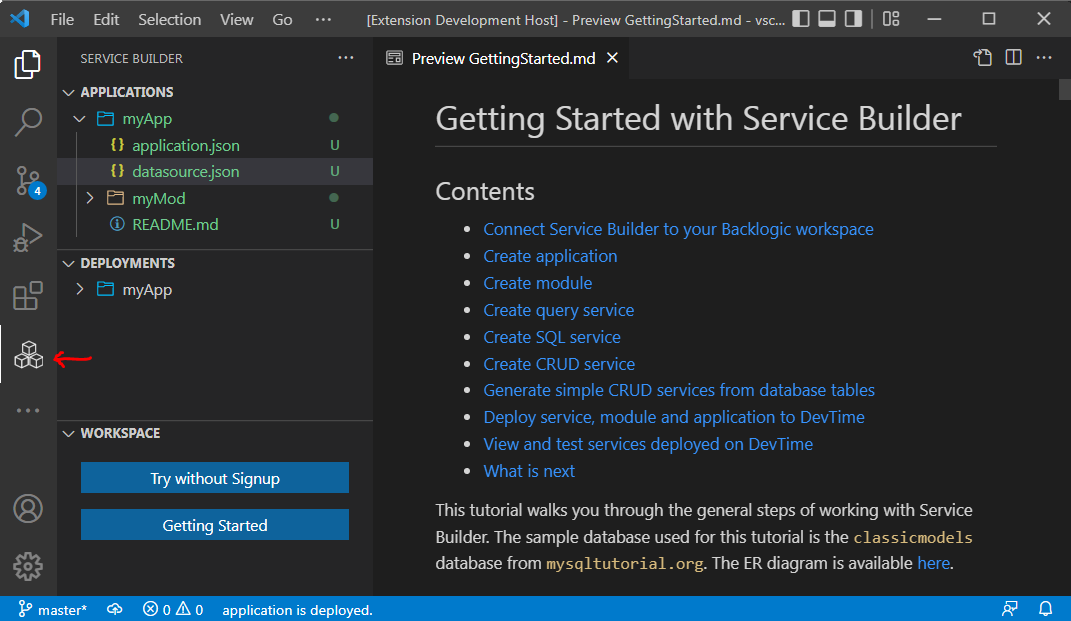 File Edit Selection View Go ··· [Extension Development Host] - Preview GettingStarted.md - vsc...
SERVICE BUILDER ···
APPLICATIONS
myApp
{} application.json U
{} datasource.json U
myMod
README.md U
DEPLOYMENTS
myApp
WORKSPACE
Try without Signup
Getting Started
4
Preview GettingStarted.md
Getting Started with Service Builder
Contents
• Connect Service Builder to your Backlogic workspace
• Create application
• Create module
• Create query service
• Create SQL service
• Create CRUD service
• Generate simple CRUD services from database tables
• Deploy service, module and application to DevTime
• View and test services deployed on DevTime
• What is next
This tutorial walks you through the general steps of working with Service
Builder. The sample database used for this tutorial is the classicmodels
database from mysqltutorial.org. The ER diagram is available here.
master* 0 0 application is deployed.